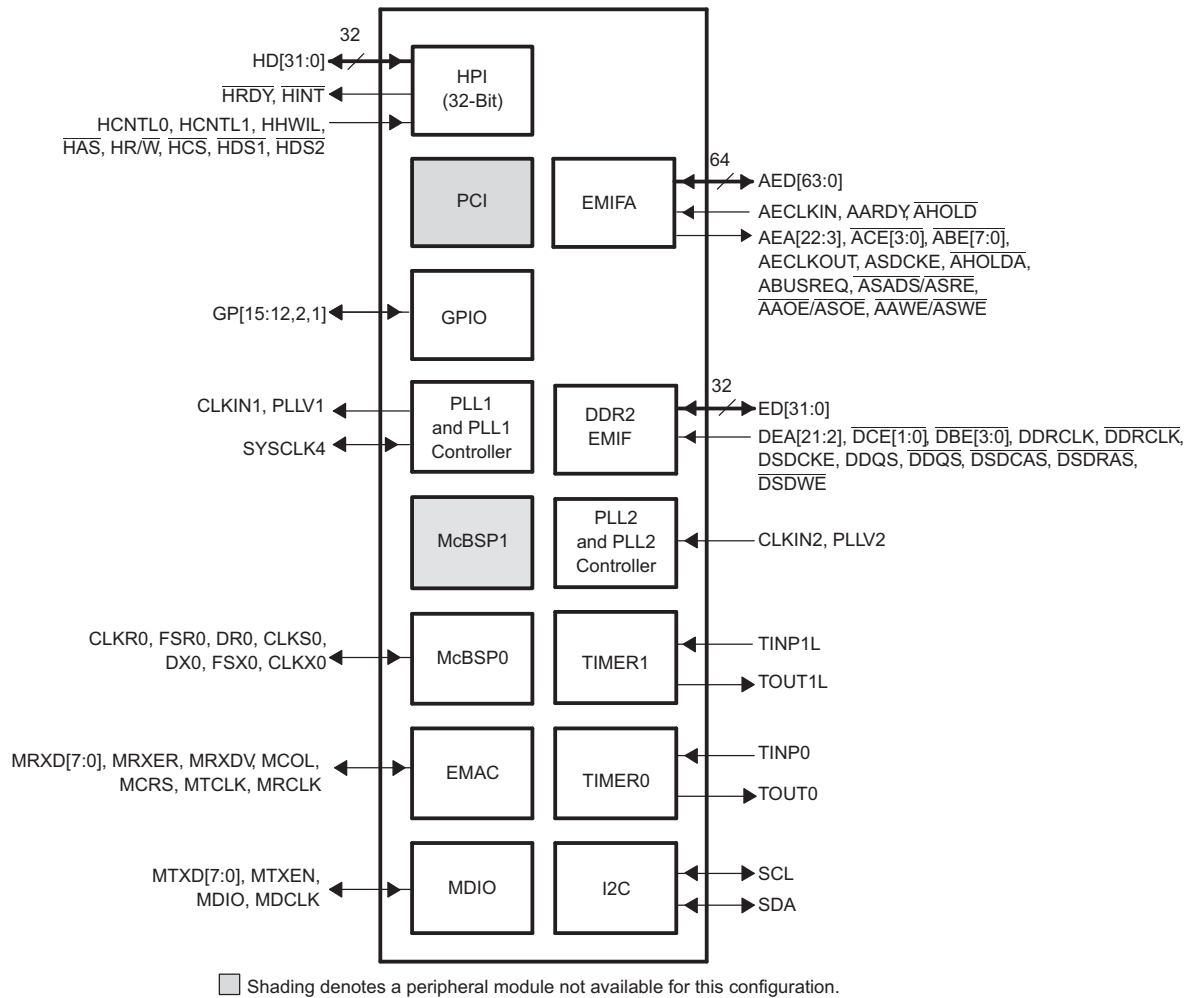 32
HD[31:0]
HRDY, HINT
HCNTL0, HCNTL1, HHWIL,
HAS, HR/W, HCS, HDS1, HDS2
HPI
(32-Bit)
PCI
EMIFA
64
AED[63:0]
AECLKIN, AARDY, AHOLD
AEA[22:3], ACE[3:0], ABE[7:0],
AECLKOUT, ASDCKE, AHOLDA,
ABUSREQ, ASADS/ASRE,
AAOE/ASOE, AAWE/ASWE
GP[15:12,2,1]
GPIO
CLKIN1, PLLV1
SYSCLK4
PLL1
and PLL1
Controller
DDR2
EMIF
32
ED[31:0]
DEA[21:2], DCE[1:0], DBE[3:0], DDRCLK, DDRCLK,
DSDCKE, DDQS, DDQS, DSDCAS, DSDRAS,
DSDWE
McBSP1
PLL2
and PLL2
Controller
CLKIN2, PLLV2
CLKR0, FSR0, DR0, CLKS0,
DX0, FSX0, CLKX0
McBSP0
TIMER1
TINP1L
TOUT1L
MRXD[7:0], MRXER, MRXDV, MCOL,
MCRS, MTCLK, MRCLK
EMAC
TIMER0
TINP0
TOUT0
MTXD[7:0], MTXEN,
MDIO, MDCLK
MDIO
I2C
SCL
SDA
Shading denotes a peripheral module not available for this configuration.